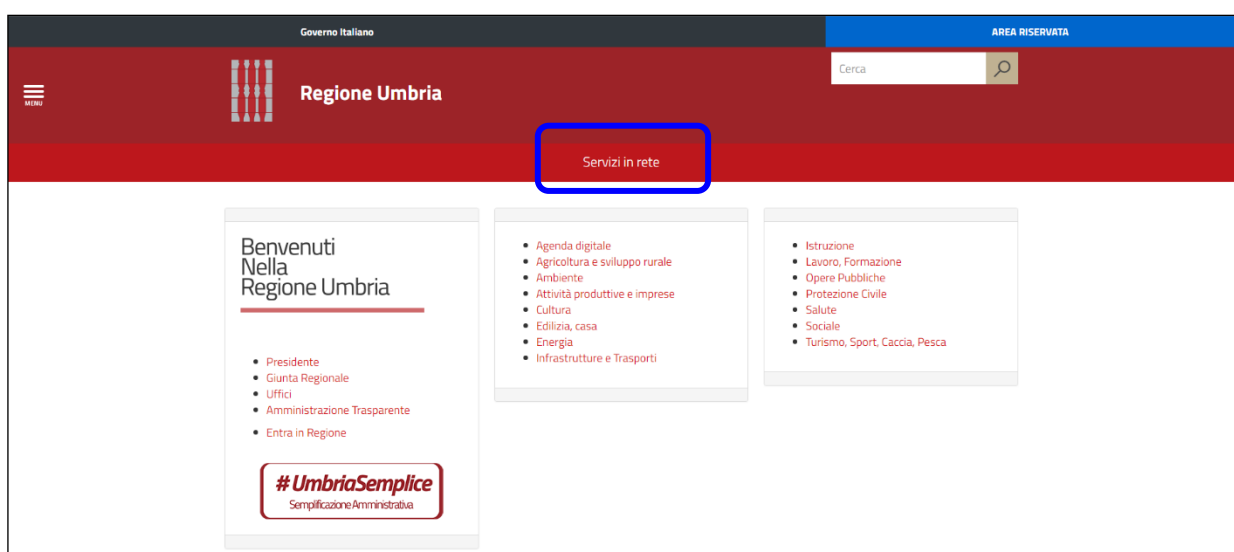 Governo Italiano
AREA RISERVATA
MENU
Regione Umbria
Cerca
Servizi in rete
Benvenuti
Nella
Regione Umbria
Presidente
Giunta Regionale
Uffici
Amministrazione Trasparente
Entra in Regione
#UmbriaSemplice
Semplificazione Amministrativa
Agenda digitale
Agricoltura e sviluppo rurale
Ambiente
Attività produttive e imprese
Cultura
Edilizia, casa
Energia
Infrastrutture e Trasporti
Istruzione
Lavoro, Formazione
Opere Pubbliche
Protezione Civile
Salute
Sociale
Turismo, Sport, Caccia, Pesca